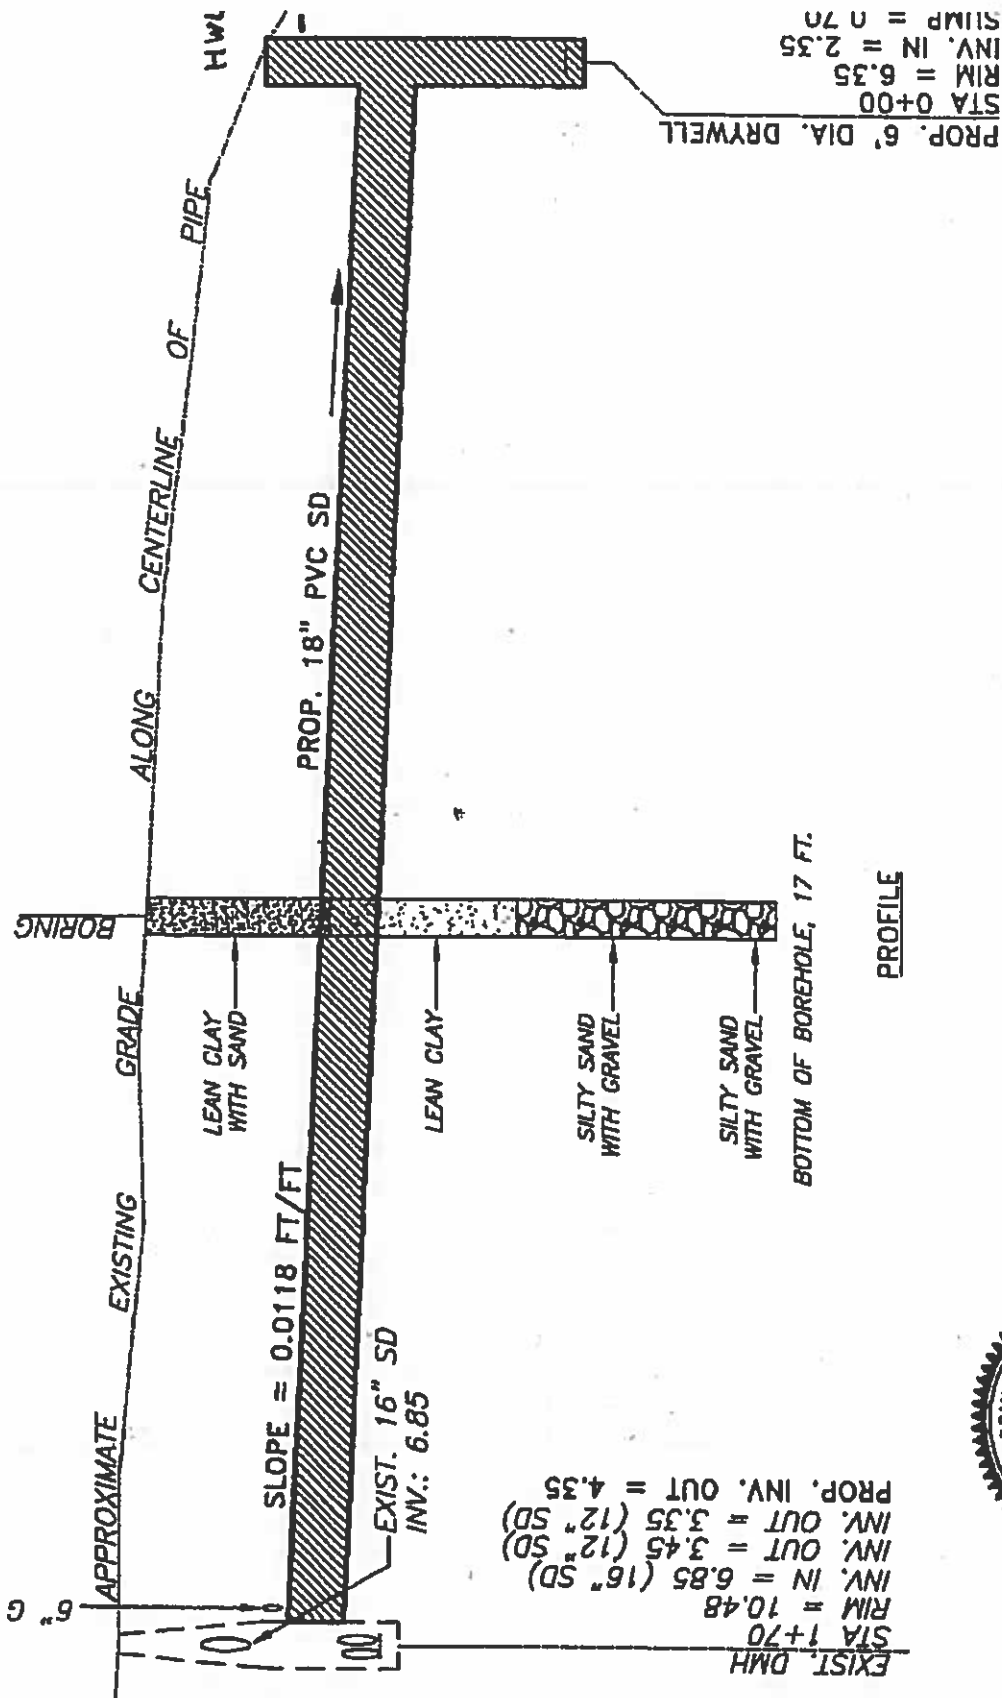 HWL
PROP. 6' DIA. DRYWELL
STA 0+00
RIM = 6.35
INV. IN = 2.35
SUMP = 0.70
APPROXIMATE EXISTING GRADE ALONG CENTERLINE OF PIPE
PROP. 18" PVC SD
SLOPE = 0.0118 FT/FT
BORING
LEAN CLAY
WITH SAND
LEAN CLAY
SILTY SAND
WITH GRAVEL
SILTY SAND
WITH GRAVEL
BOTTOM OF BOREHOLE, 17 FT.
PROFILE
6" G
EXIST. 16" SD
INV.: 6.85
EXIST. DMH
STA 1+70
RIM = 10.48
INV. IN = 6.85 (16" SD)
INV. OUT = 3.45 (12" SD)
INV. OUT = 3.35 (12" SD)
PROP. INV. OUT = 4.35